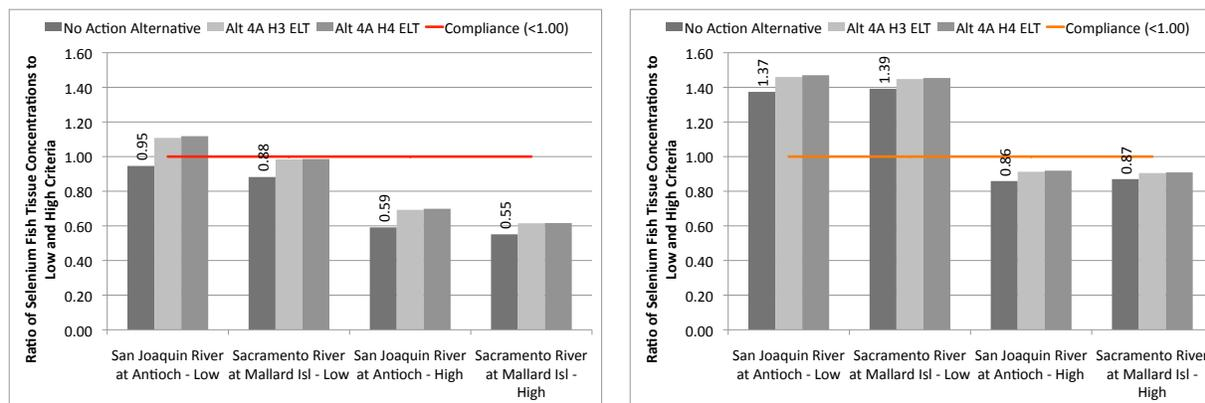 No Action Alternative Alt 4A H3 ELT Alt 4A H4 ELT Compliance (<1.00)
Ratio of Selenium Fish Tissue Concentrations to
Low and High Criteria
1.60
1.40
1.20
1.00
0.80
0.60
0.40
0.20
0.00
0.95
0.88
0.59
0.55
San Joaquin River
at Antioch - Low
Sacramento River
at Mallard Isl - Low
San Joaquin River
at Antioch - High
Sacramento River
at Mallard Isl -
High
No Action Alternative Alt 4A H3 ELT Alt 4A H4 ELT Compliance (<1.00)
Ratio of Selenium Fish Tissue Concentrations to
Low and High Criteria
1.60
1.40
1.20
1.00
0.80
0.60
0.40
0.20
0.00
1.37
1.39
0.86
0.87
San Joaquin River
at Antioch - Low
Sacramento River
at Mallard Isl - Low
San Joaquin River
at Antioch - High
Sacramento River
at Mallard Isl -
High